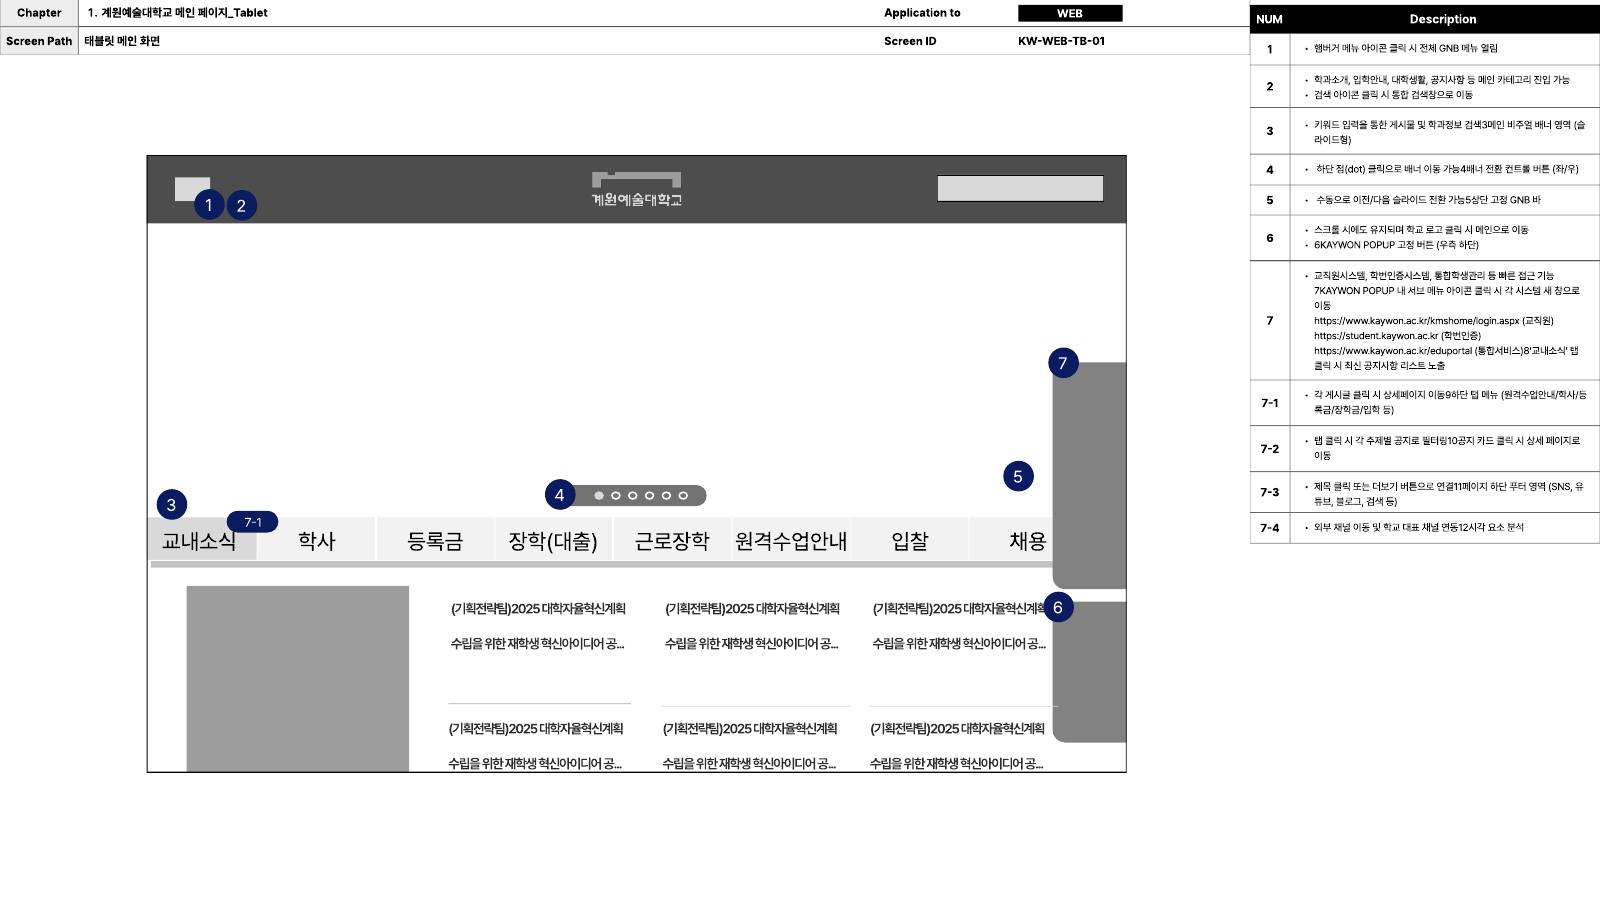 Chapter
1. 계원예술대학교 메인 페이지_Tablet
Application to
WEB
Screen Path
태블릿 메인 화면
Screen ID
KW-WEB-TB-01
계원예술대학교
1
2
7
5
4
3
7-1
교내소식
학사
등록금
장학(대출)
근로장학
원격수업안내
입찰
채용
6
(기획전략팀)2025 대학자율혁신계획
(기획전략팀)2025 대학자율혁신계획
(기획전략팀)2025 대학자율혁신계획
수립을 위한 재학생 혁신아이디어 공...
수립을 위한 재학생 혁신아이디어 공...
수립을 위한 재학생 혁신아이디어 공...
(기획전략팀)2025 대학자율혁신계획
(기획전략팀)2025 대학자율혁신계획
(기획전략팀)2025 대학자율혁신계획
수립을 위한 재학생 혁신아이디어 공...
수립을 위한 재학생 혁신아이디어 공...
수립을 위한 재학생 혁신아이디어 공...
NUM
Description
1
• 햄버거 메뉴 아이콘 클릭 시 전체 GNB 메뉴 열림
2
• 학과소개, 입학안내, 대학생활, 공지사항 등 메인 카테고리 진입 가능
• 검색 아이콘 클릭 시 통합 검색창으로 이동
3
• 키워드 입력을 통한 게시물 및 학과정보 검색3메인 비주얼 배너 영역 (슬
라이드형)
4
• 하단 점(dot) 클릭으로 배너 이동 가능4배너 전환 컨트롤 버튼 (좌/우)
5
• 수동으로 이전/다음 슬라이드 전환 가능5상단 고정 GNB 바
6
• 스크롤 시에도 유지되며 학교 로고 클릭 시 메인으로 이동
• 6KAYWON POPUP 고정 버튼 (우측 하단)
7
• 교직원시스템, 학번인증시스템, 통합학생관리 등 빠른 접근 기능
7KAYWON POPUP 내 서브 메뉴 아이콘 클릭 시 각 시스템 새 창으로
이동
https://www.kaywon.ac.kr/kmshome/login.aspx (교직원)
https://student.kaywon.ac.kr (학번인증)
https://www.kaywon.ac.kr/eduportal (통합서비스)8‘교내소식’ 탭
클릭 시 최신 공지사항 리스트 노출
7-1
• 각 게시글 클릭 시 상세페이지 이동9하단 탭 메뉴 (원격수업안내/학사/등
록금/장학금/입학 등)
7-2
• 탭 클릭 시 각 주제별 공지로 필터링10공지 카드 클릭 시 상세 페이지로
이동
7-3
• 제목 클릭 또는 더보기 버튼으로 연결11페이지 하단 푸터 영역 (SNS, 유
튜브, 블로그, 검색 등)
7-4
• 외부 채널 이동 및 학교 대표 채널 연동12시각 요소 분석